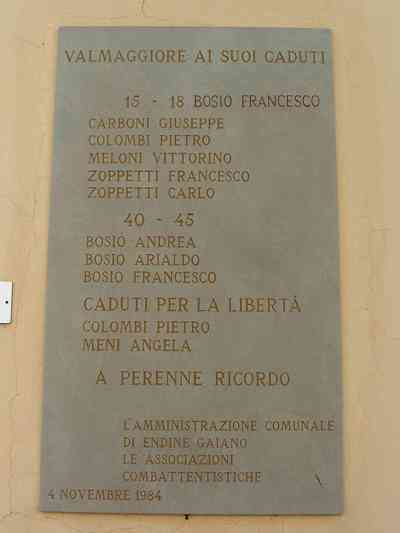 VALMAGGIORE AI SUOI CADUTI
15 - 18 BOSIO FRANCESCO
CARBONI GIUSEPPE
COLOMBI PIETRO
MELONI VITTORINO
ZOPPETTI FRANCESCO
ZOPPETTI CARLO
40 - 45
BOSIO ANDREA
BOSIO ARIALDO
BOSIO FRANCESCO
CADUTI PER LA LIBERTÀ
COLOMBI PIETRO
MENI ANGELA
A PERENNE RICORDO
L'AMMINISTRAZIONE COMUNALE
DI ENDINE GAIANO
LE ASSOCIAZIONI
COMBATTENTISTICHE
4 NOVEMBRE 1984